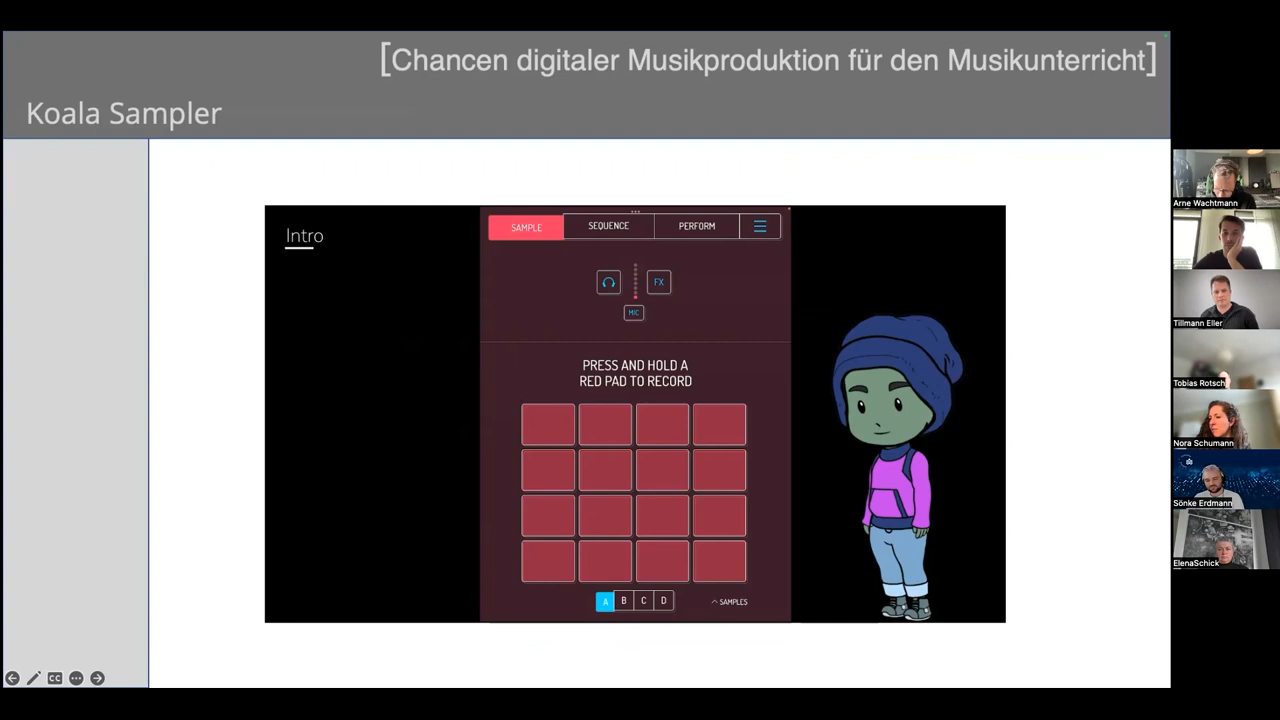 [Chancen digitaler Musikproduktion für den Musikunterricht]
Koala Sampler
Intro
SAMPLE
SEQUENCE
PERFORM
FX
MIC
PRESS AND HOLD A
RED PAD TO RECORD
A
B
C
D
SAMPLES
CC
Arne Wachtmann
Tillmann Eller
Tobias Rotsch
Nora Schumann
Sönke Erdmann
ElenaSchick